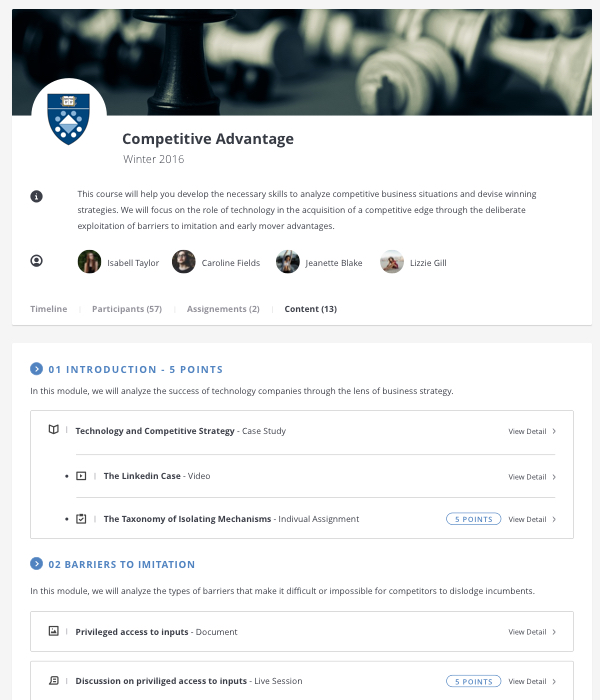 Competitive Advantage
Winter 2016
This course will help you develop the necessary skills to analyze competitive business situations and devise winning
strategies. We will focus on the role of technology in the acquisition of a competitive edge through the deliberate
exploitation of barriers to imitation and early mover advantages.
Isabell Taylor Caroline Fields Jeanette Blake Lizzie Gill
Timeline Participants (57) Assignements (2) Content (13)
01 INTRODUCTION - 5 POINTS
In this module, we will analyze the success of technology companies through the lens of business strategy.
Technology and Competitive Strategy - Case Study View Detail
The Linkedin Case - Video View Detail
The Taxonomy of Isolating Mechanisms - Indivual Assignment 5 POINTS View Detail
02 BARRIERS TO IMITATION
In this module, we will analyze the types of barriers that make it difficult or impossible for competitors to dislodge incumbents.
Privileged access to inputs - Document View Detail
Discussion on priviliged access to inputs - Live Session 5 POINTS View Detail